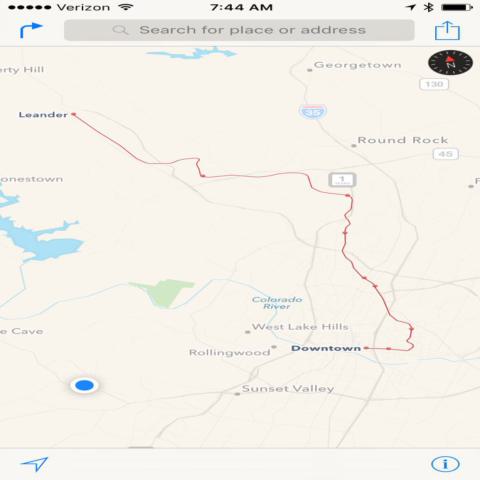 Verizon 7:44 AM
Search for place or address
erty Hill
Georgetown
N
130
Leander
35
Round Rock
45
onestown
1
Colorado
River
e Cave
West Lake Hills
Rollingwood
Downtown
Sunset Valley